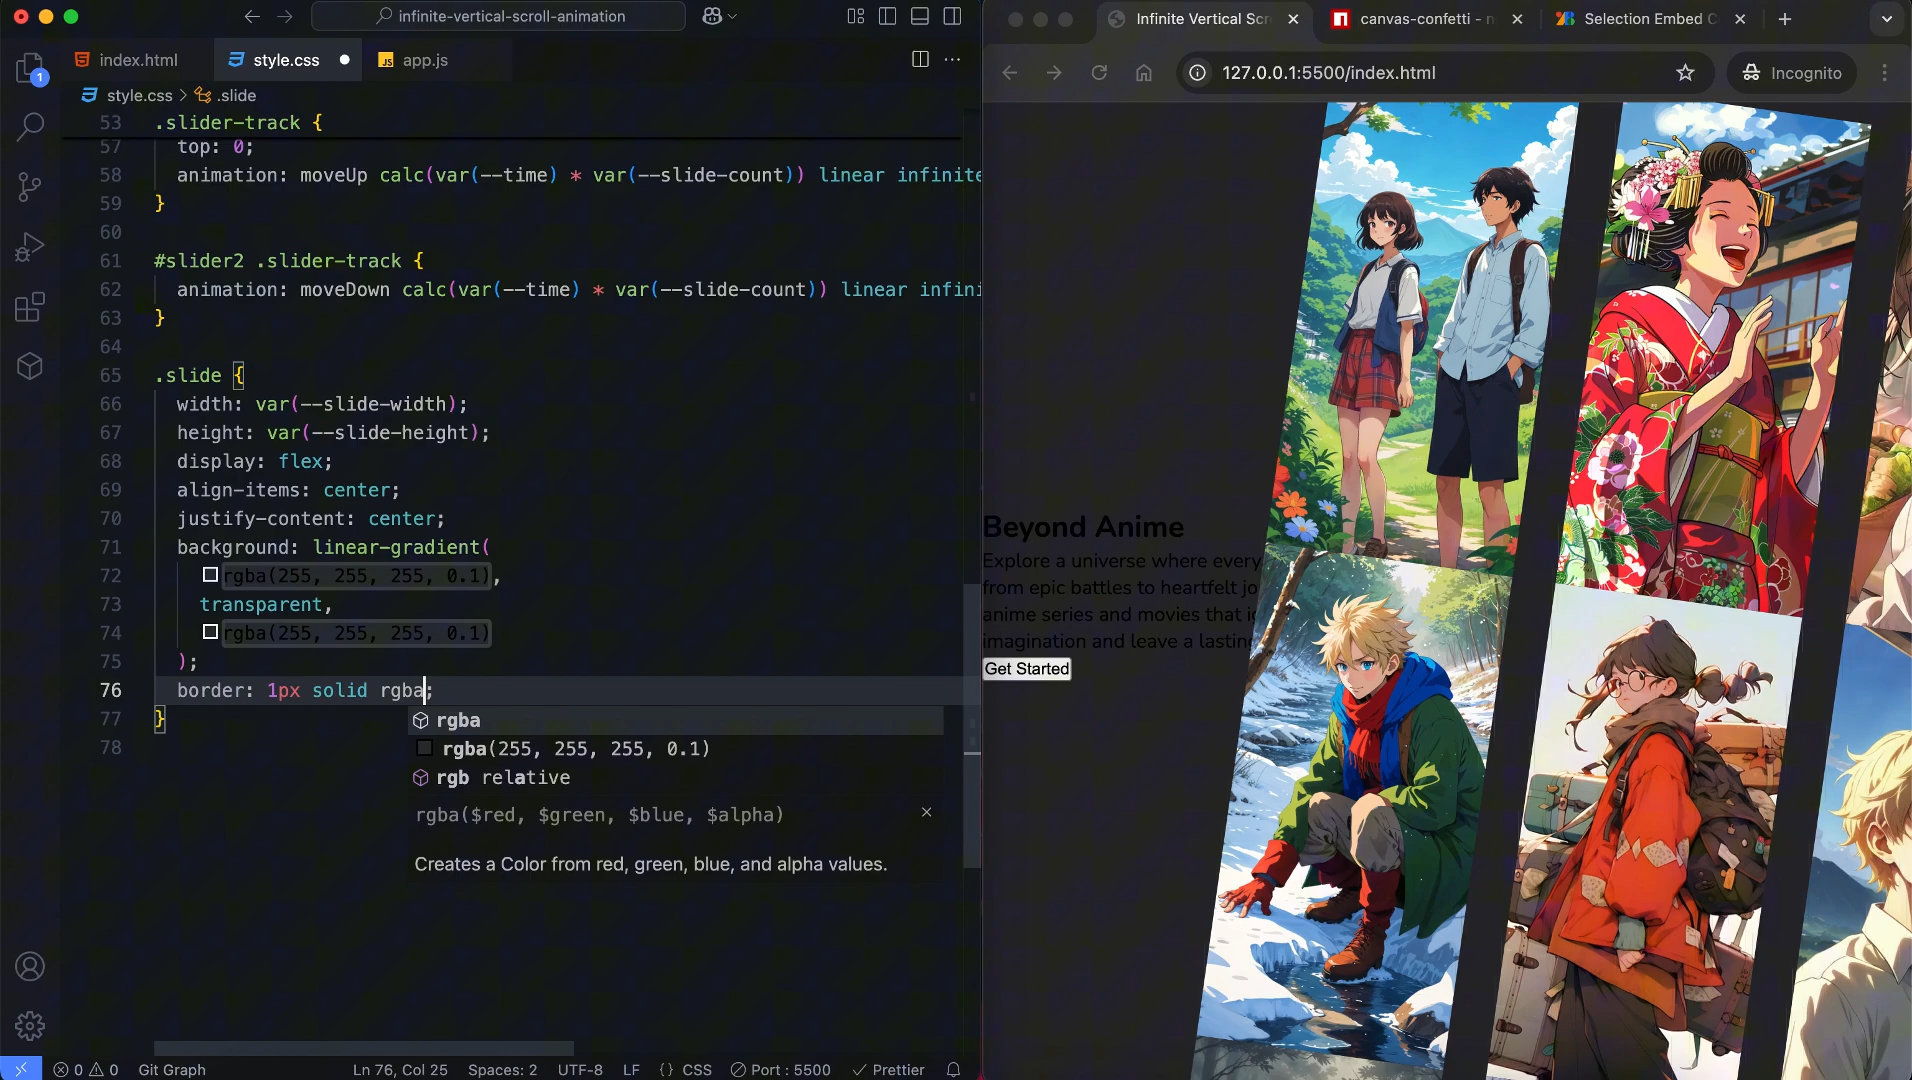 infinite-vertical-scroll-animation
1
index.html
style.css
JS app.js
style.css > .slide
53 .slider-track {
57 top: 0;
58 animation: moveUp calc(var(--time) * var(--slide-count)) linear infinite
59 }
60
61 #slider2 .slider-track {
62 animation: moveDown calc(var(--time) * var(--slide-count)) linear infini
63 }
64
65 .slide {
66 width: var(--slide-width);
67 height: var(--slide-height);
68 display: flex;
69 align-items: center;
70 justify-content: center;
71 background: linear-gradient(
72 rgba(255, 255, 255, 0.1),
73 transparent,
74 rgba(255, 255, 255, 0.1)
75 );
76 border: 1px solid rgba;
77 }
78
rgba
rgba(255, 255, 255, 0.1)
rgb relative
rgba($red, $green, $blue, $alpha)
Creates a Color from red, green, blue, and alpha values.
0 0 Git Graph
Ln 76, Col 25 Spaces: 2 UTF-8 LF {} CSS Port : 5500 Prettier
Infinite Vertical Scr
canvas-confetti - n
Selection Embed C
127.0.0.1:5500/index.html
Incognito
Beyond Anime
Explore a universe where every
from epic battles to heartfelt jo
anime series and movies that ig
imagination and leave a lasting
Get Started